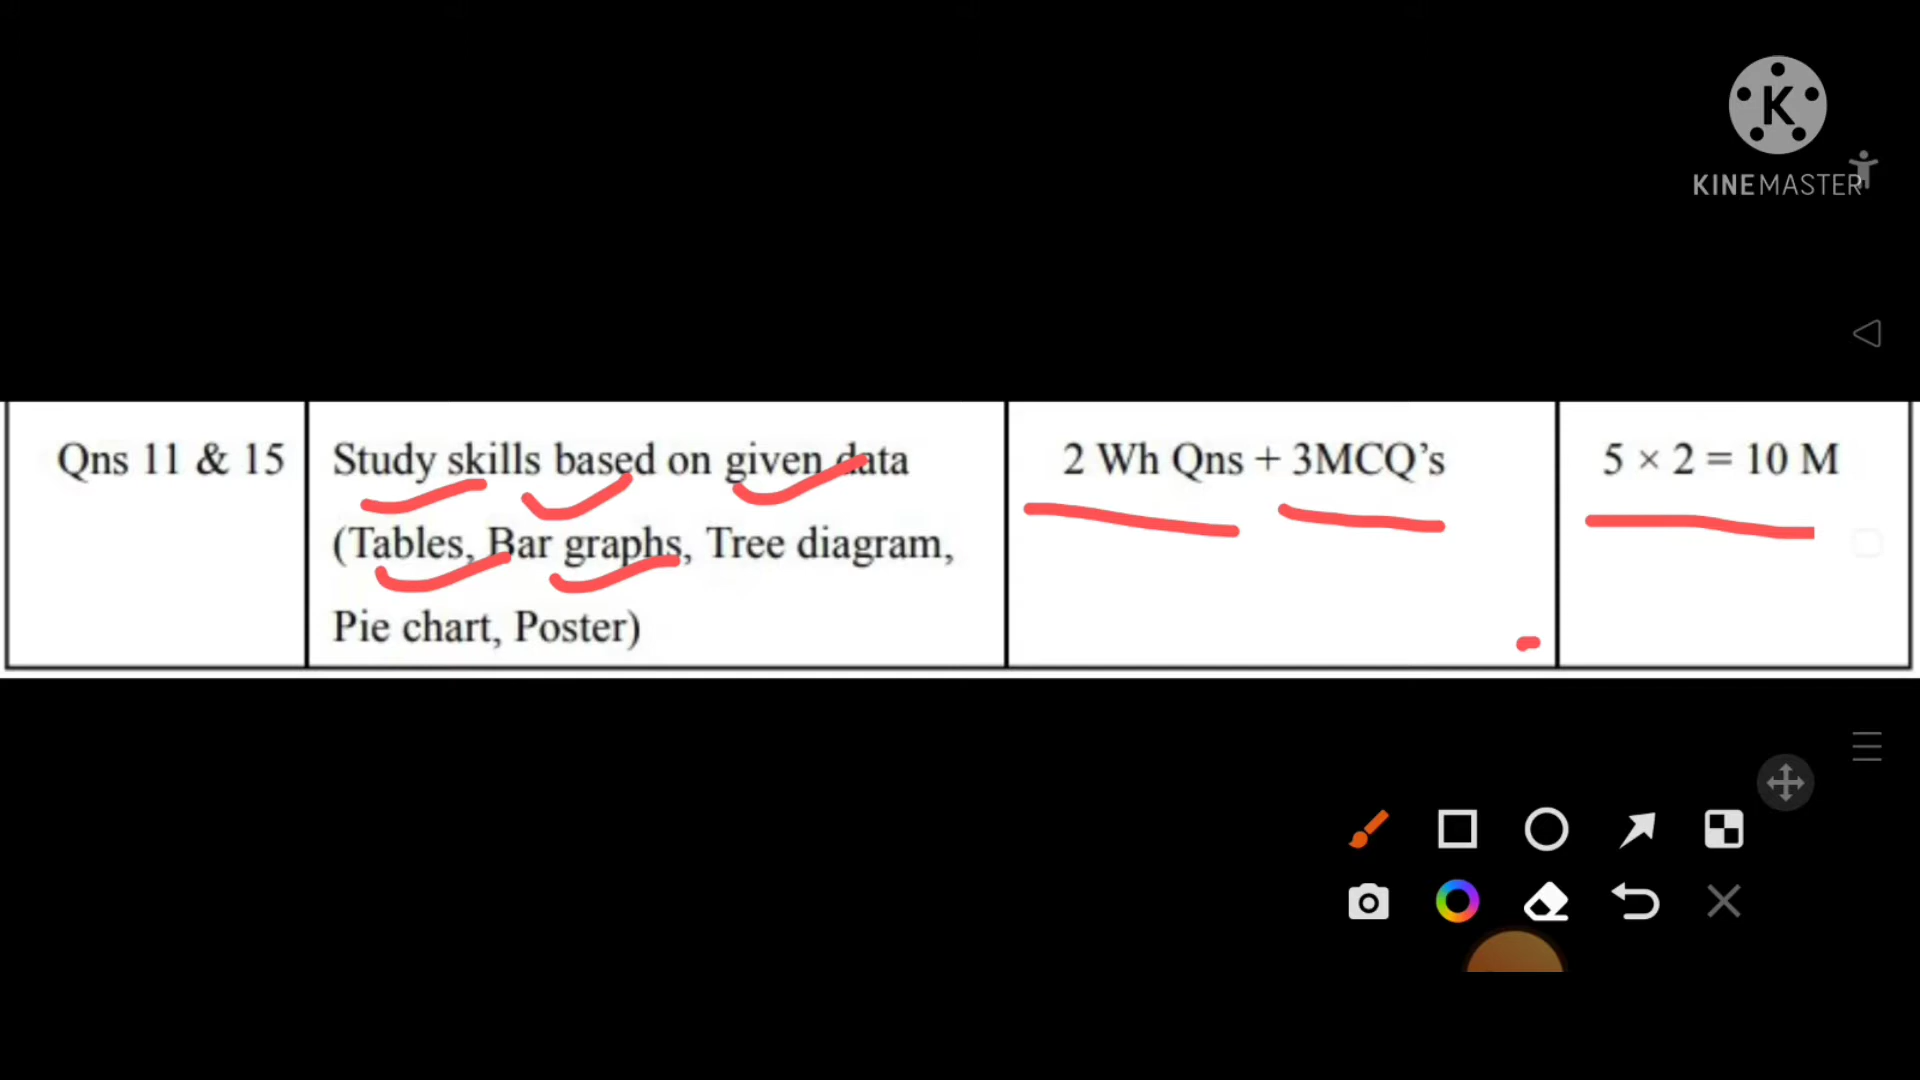 KINEMASTER
Qns 11 & 15
Study skills based on given data
(Tables, Bar graphs, Tree diagram,
Pie chart, Poster)
2 Wh Qns + 3MCQ's
5 × 2 = 10 M